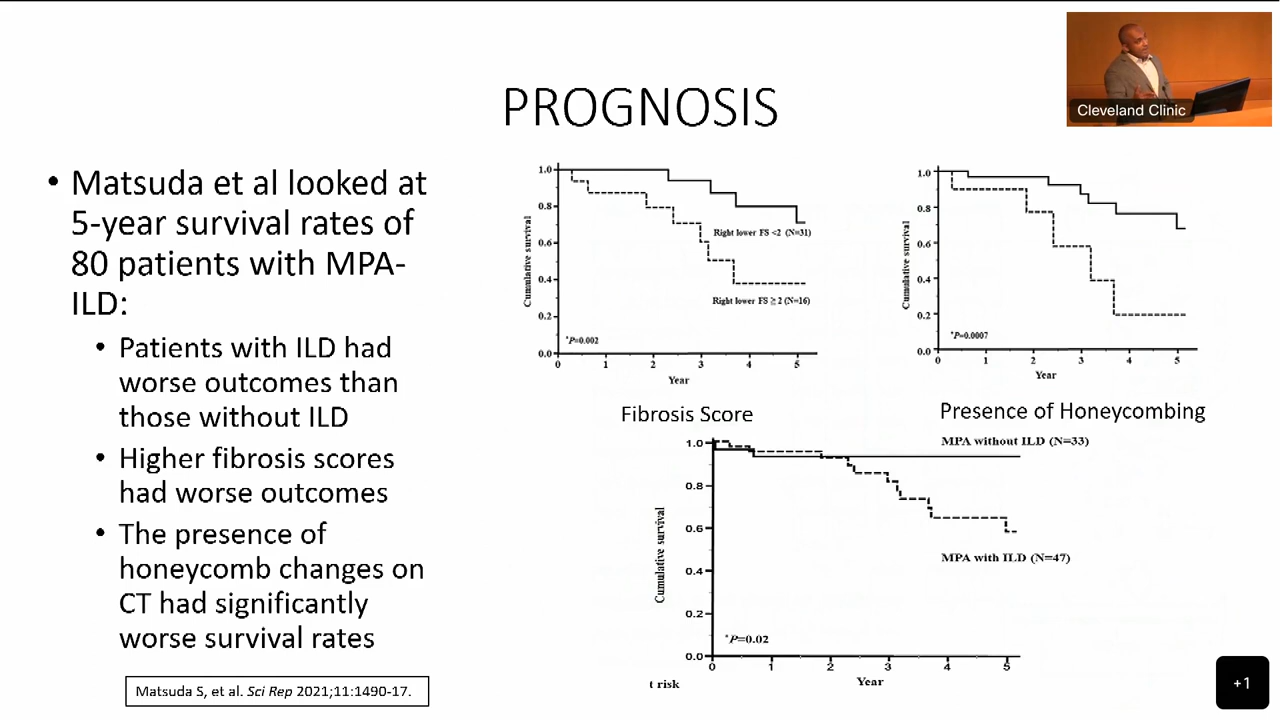 Cleveland Clinic
PROGNOSIS
• Matsuda et al looked at
5-year survival rates of
80 patients with MPA-
ILD:
• Patients with ILD had
worse outcomes than
those without ILD
• Higher fibrosis scores
had worse outcomes
• The presence of
honeycomb changes on
CT had significantly
worse survival rates
Matsuda S, et al. Sci Rep 2021;11:1490-17.
Cumulative survival
1.0
0.8
0.6
0.4
0.2
0.0
Right lower FS <2 (N=31)
Right lower FS ≧ 2 (N=16)
*P=0.002
0 1 2 3 4 5
Year
Fibrosis Score
Cumulative survival
1.0
0.8
0.6
0.4
0.2
0.0
*P=0.0007
0 1 2 3 4 5
Year
Presence of Honeycombing
Cumulative survival
1.0
0.8
0.6
0.4
0.2
0.0
MPA without ILD (N=33)
MPA with ILD (N=47)
*P=0.02
0 1 2 3 4 5
t risk
Year
+1